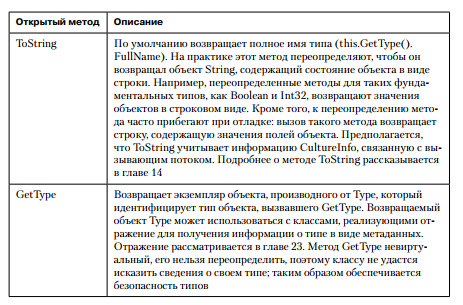 Открытый метод Описание
ToString По умолчанию возвращает полное имя типа (this.GetType().
FullName). На практике этот метод переопределяют, чтобы он
возвращал объект String, содержащий состояние объекта в виде
строки. Например, переопределенные методы для таких фунда-
ментальных типов, как Boolean и Int32, возвращают значения
объектов в строковом виде. Кроме того, к переопределению мето-
да часто прибегают при отладке: вызов такого метода возвращает
строку, содержащую значения полей объекта. Предполагается,
что ToString учитывает информацию CultureInfo, связанную с вы-
зывающим потоком. Подробнее о методе ToString рассказывается
в главе 14
GetType Возвращает экземпляр объекта, производного от Type, который
идентифицирует тип объекта, вызвавшего GetType. Возвращаемый
объект Type может использоваться с классами, реализующими от-
ражение для получения информации о типе в виде метаданных.
Отражение рассматривается в главе 23. Метод GetType невирту-
альный, его нельзя переопределить, поэтому классу не удастся
исказить сведения о своем типе; таким образом обеспечивается
безопасность типов